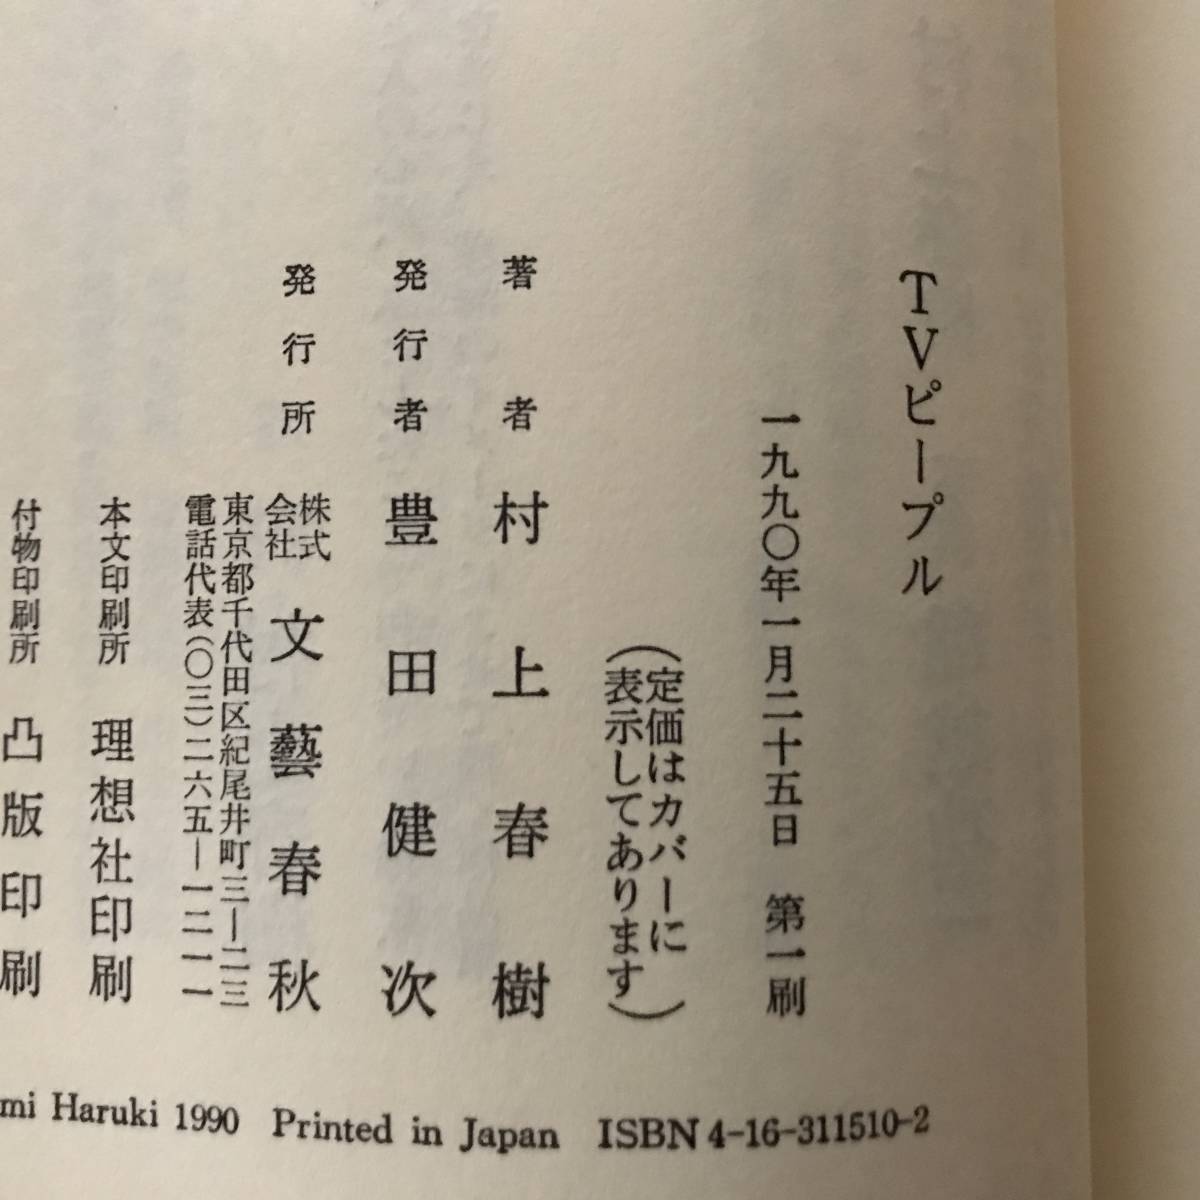 TVピープル
一九九〇年一月二十五日 第一刷
(定価はカバーに
表示してあります)
著者 村上春樹
発行者 豊田健次
発行所 株式会社 文藝春秋
東京都千代田区紀尾井町三―二三
電話代表(〇三)二六五―一二一一
本文印刷所 理想社印刷
付物印刷所 凸版印刷
mi Haruki 1990 Printed in Japan ISBN4-16-311510-2